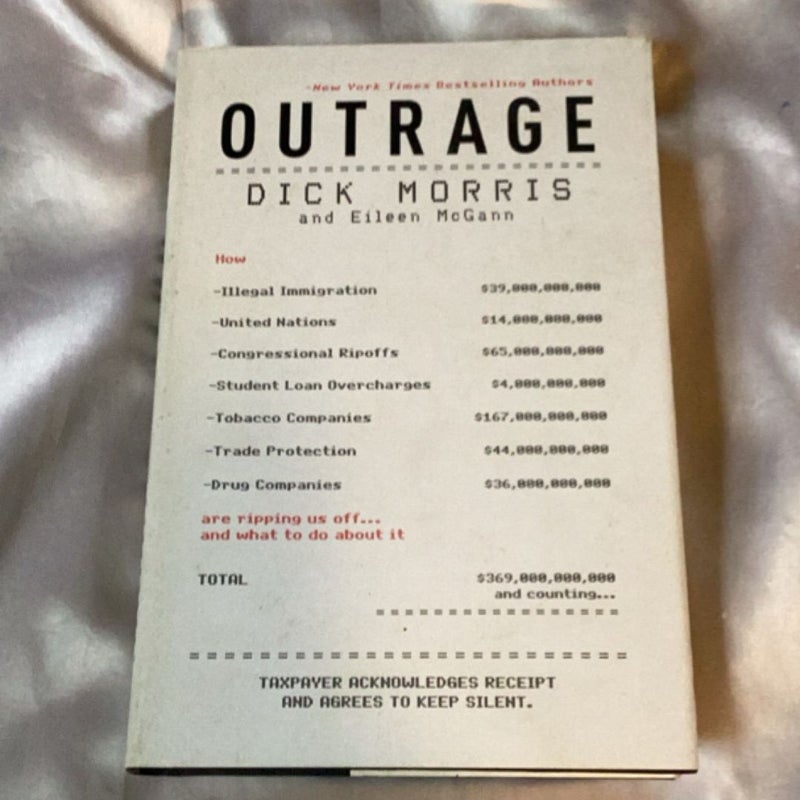 -New York Times Bestselling Authors
OUTRAGE
DICK MORRIS
and Eileen McGann
How
-Illegal Immigration $39,000,000,000
-United Nations $14,000,000,000
-Congressional Ripoffs $65,000,000,000
-Student Loan Overcharges $4,000,000,000
-Tobacco Companies $167,000,000,000
-Trade Protection $44,000,000,000
-Drug Companies $36,000,000,000
are ripping us off...
and what to do about it
TOTAL $369,000,000,000
and counting...
TAXPAYER ACKNOWLEDGES RECEIPT
AND AGREES TO KEEP SILENT.